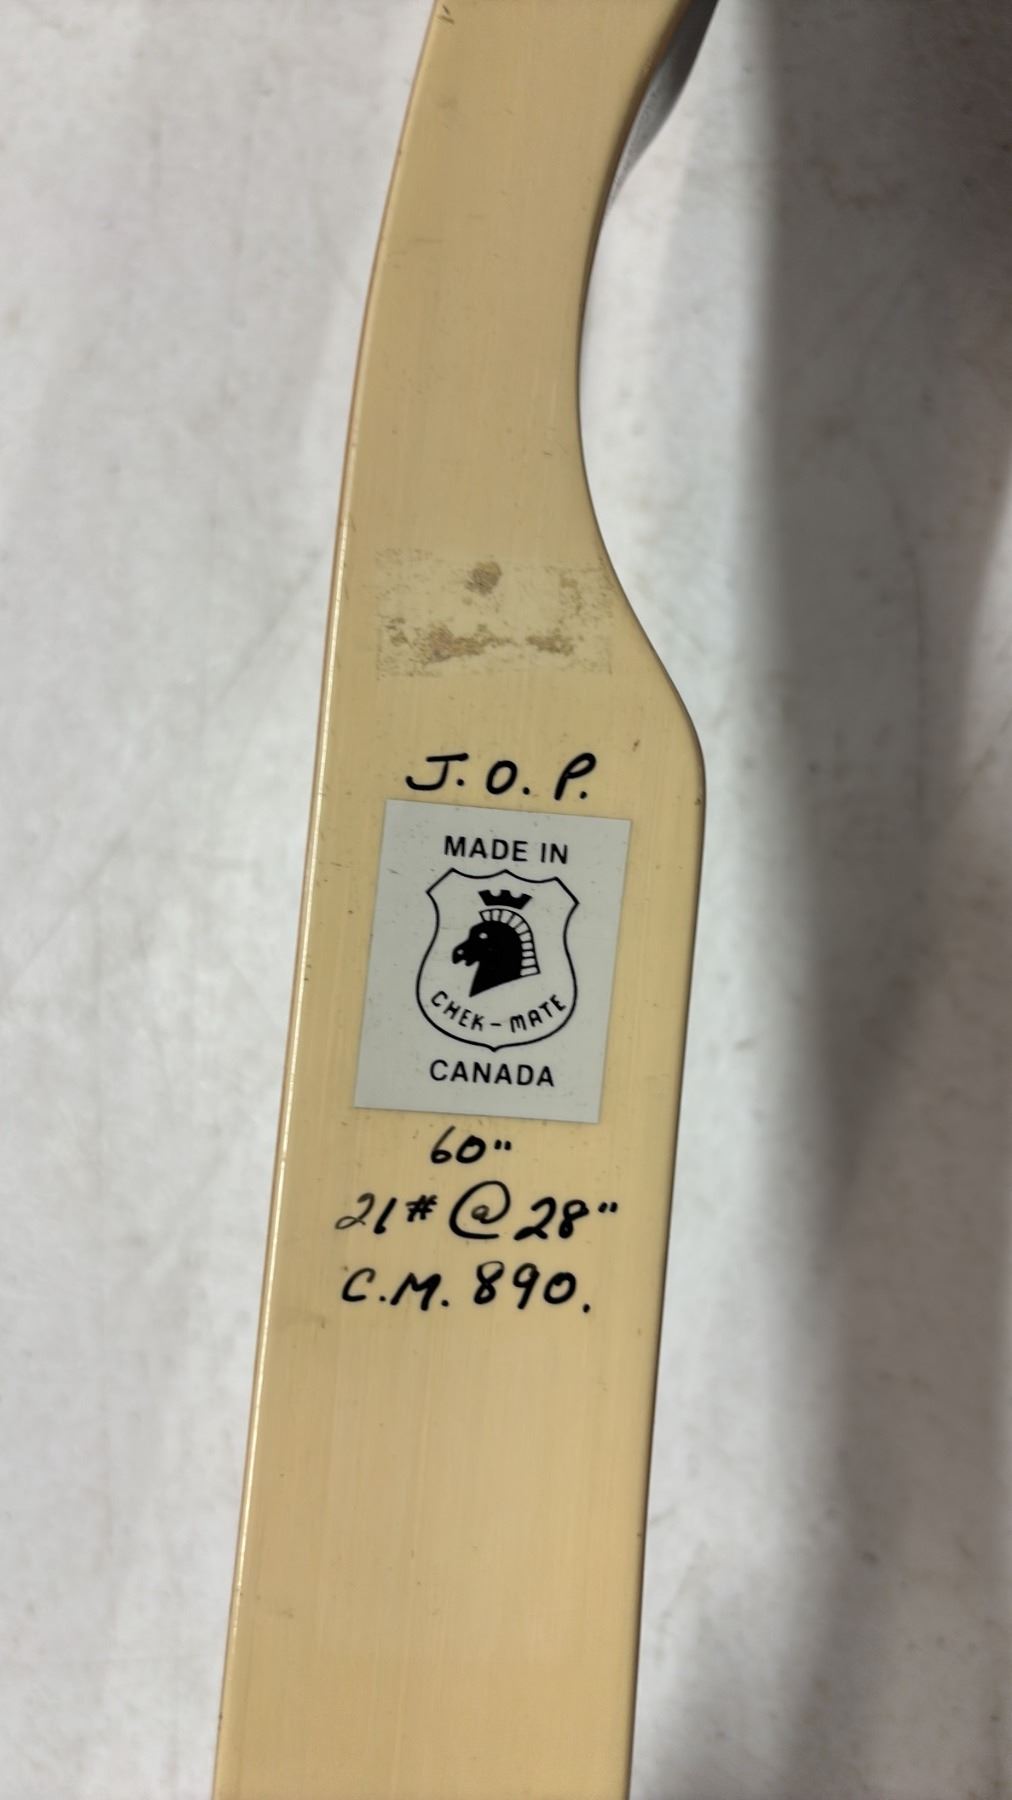 J.O.P.
MADE IN
CHEK-MATE
CANADA
60"
21# @ 28"
C.M. 890.